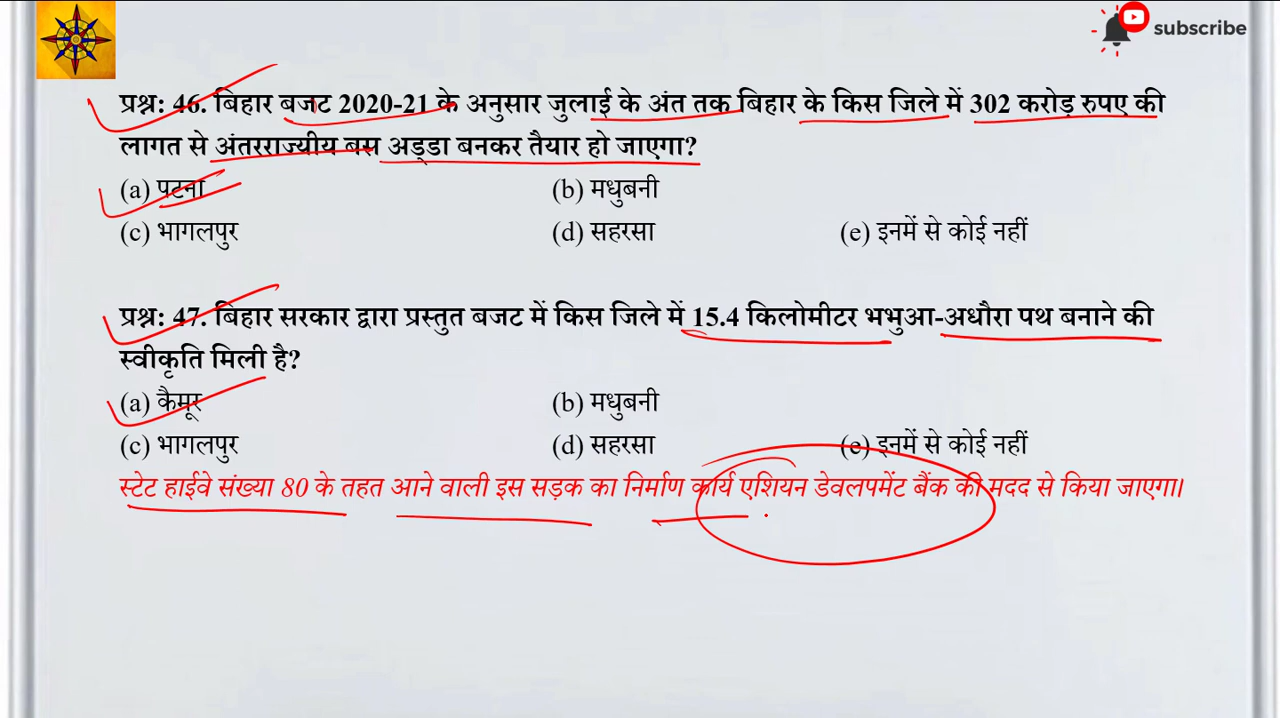 subscribe
प्रश्न: 46. बिहार बजट 2020-21 के अनुसार जुलाई के अंत तक बिहार के किस जिले में 302 करोड़ रुपए की
लागत से अंतरराज्यीय बस अड्डा बनकर तैयार हो जाएगा?
(a) पटना (b) मधुबनी
(c) भागलपुर (d) सहरसा (e) इनमें से कोई नहीं
प्रश्न: 47. बिहार सरकार द्वारा प्रस्तुत बजट में किस जिले में 15.4 किलोमीटर भभुआ-अधौरा पथ बनाने की
स्वीकृति मिली है?
(a) कैमूर (b) मधुबनी
(c) भागलपुर (d) सहरसा (e) इनमें से कोई नहीं
स्टेट हाईवे संख्या 80 के तहत आने वाली इस सड़क का निर्माण कार्य एशियन डेवलपमेंट बैंक की मदद से किया जाएगा।